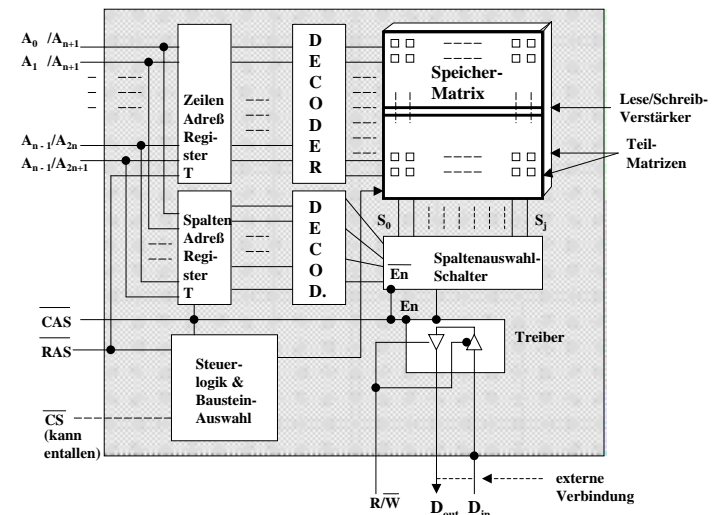 A0 /An+1
A1 /An+1
An - 1/A2n
An - 1/A2n+1
Zeilen
Adreß
Regi-
ster
T
D
E
C
O
D
E
R
Speicher-
Matrix
Lese/Schreib-
Verstärker
Teil-
Matrizen
Spalten
Adreß
Regi-
ster
T
D
E
C
O
D.
S0
Sj
Spaltenauswahl-
Schalter
En
En
CAS
RAS
Treiber
Steuer-
logik &
Baustein-
Auswahl
CS
(kann
entallen)
R/W
Dout
Din
externe
Verbindung